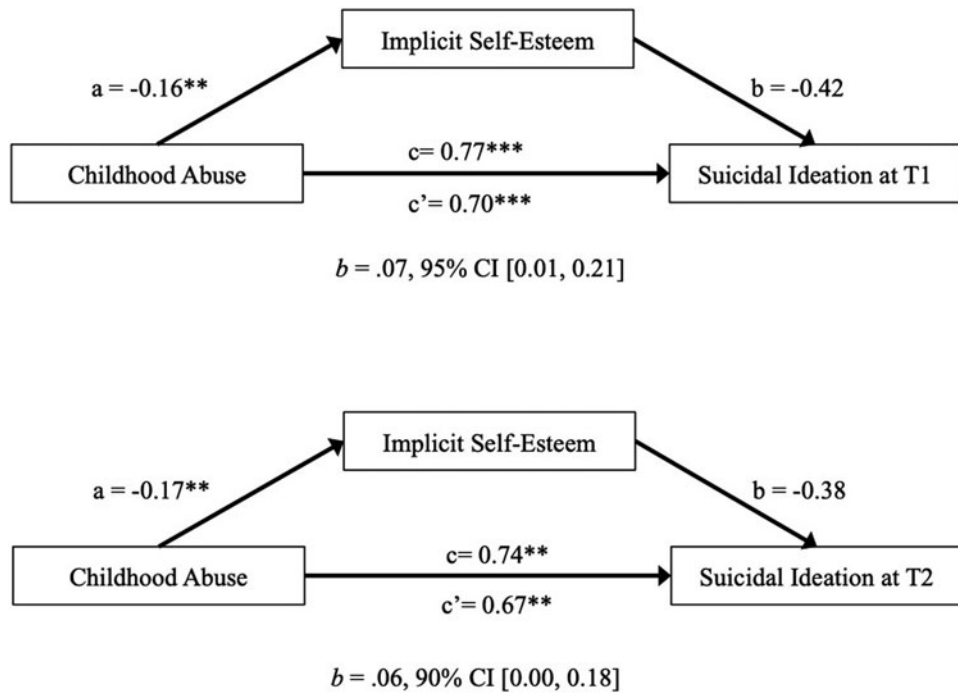 Implicit Self-Esteem
a = -0.16**
b = -0.42
Childhood Abuse
c= 0.77***
c’= 0.70***
Suicidal Ideation at T1
b = .07, 95% CI [0.01, 0.21]
Implicit Self-Esteem
a = -0.17**
b = -0.38
Childhood Abuse
c= 0.74**
c’= 0.67**
Suicidal Ideation at T2
b = .06, 90% CI [0.00, 0.18]